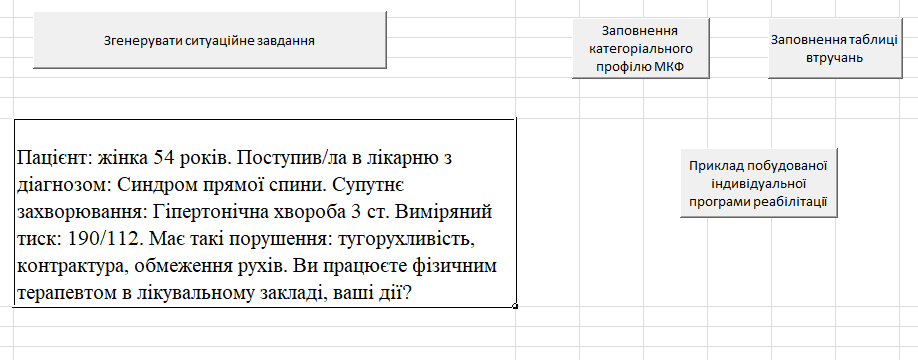 Згенерувати ситуаційне завдання
Заповнення
категоріального
профілю МКФ
Заповнення таблиці
втручань
Пацієнт: жінка 54 років. Поступив/ла в лікарню з
діагнозом: Синдром прямої спини. Супутнє
захворювання: Гіпертонічна хвороба 3 ст. Виміряний
тиск: 190/112. Має такі порушення: тугорухливість,
контрактура, обмеження рухів. Ви працюєте фізичним
терапевтом в лікувальному закладі, ваші дії?
Приклад побудованої
індивідуальної
програми реабілітації